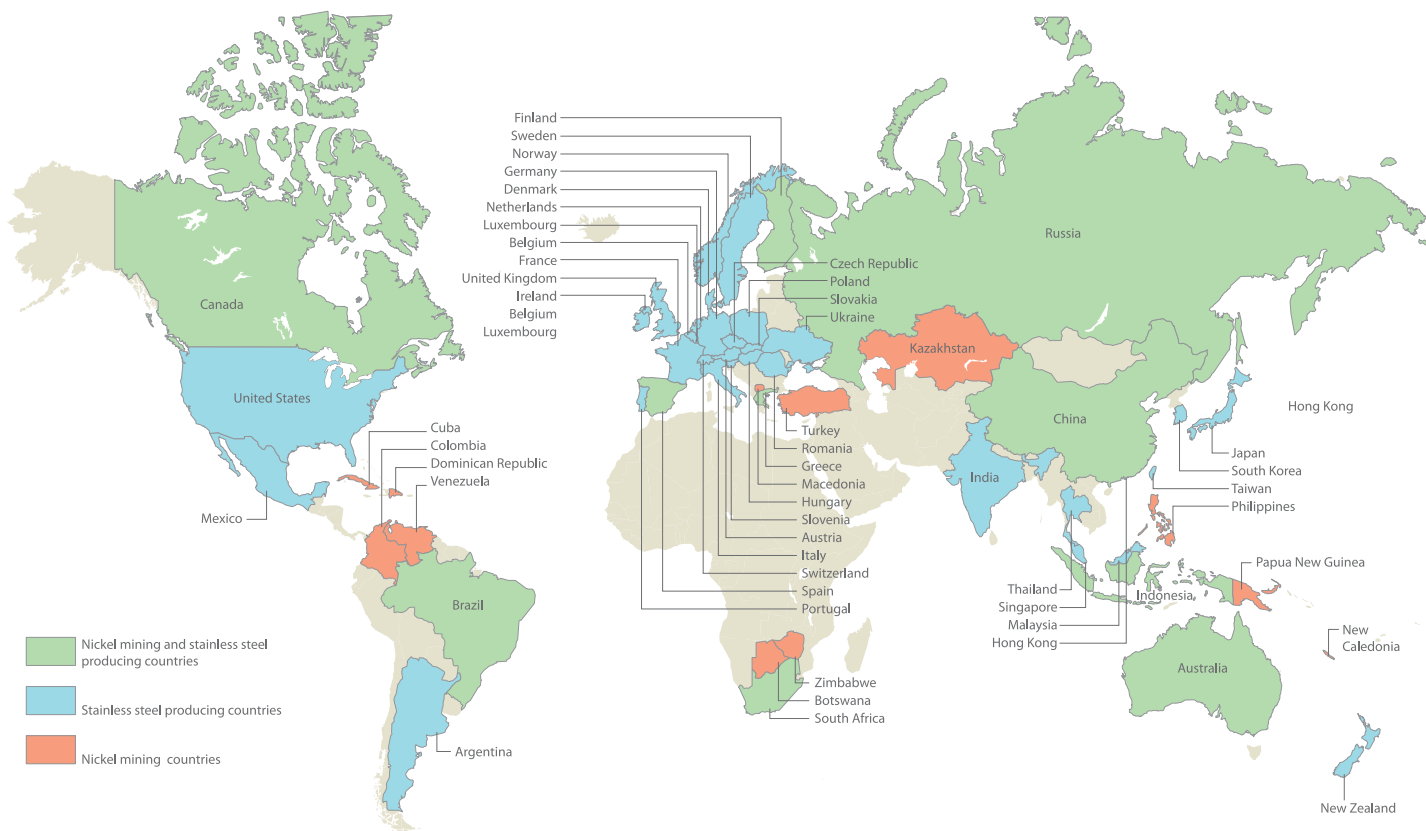 Finland
Sweden
Norway
Germany
Denmark
Netherlands
Luxembourg
Belgium
France
United Kingdom
Ireland
Belgium
Luxembourg
Czech Republic
Poland
Slovakia
Ukraine
Russia
Canada
Kazakhstan
United States
China
Hong Kong
Cuba
Colombia
Dominican Republic
Venezuela
Mexico
Turkey
Romania
Greece
Macedonia
Hungary
Slovenia
Austria
Italy
Switzerland
Spain
Portugal
India
Japan
South Korea
Taiwan
Philippines
Papua New Guinea
Thailand
Indonesia
Singapore
Malaysia
Hong Kong
Brazil
New
Caledonia
Australia
Zimbabwe
Botswana
South Africa
Argentina
New Zealand
Nickel mining and stainless steel
producing countries
Stainless steel producing countries
Nickel mining countries